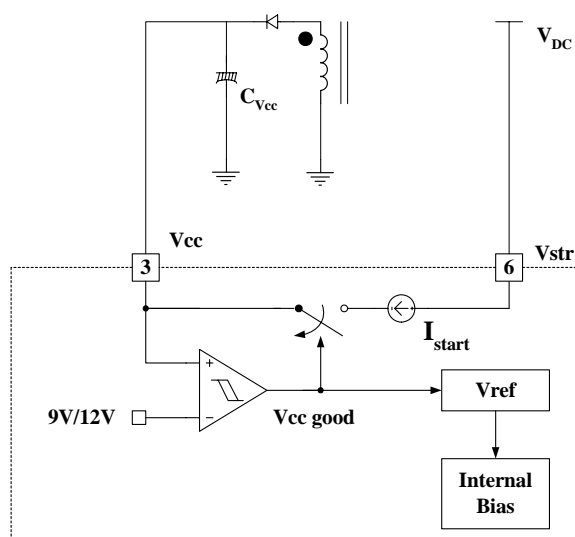 V_DC
C_Vcc
Vcc
Vstr
3
6
I_start
+
9V/12V
−
Vcc good
Vref
Internal
Bias